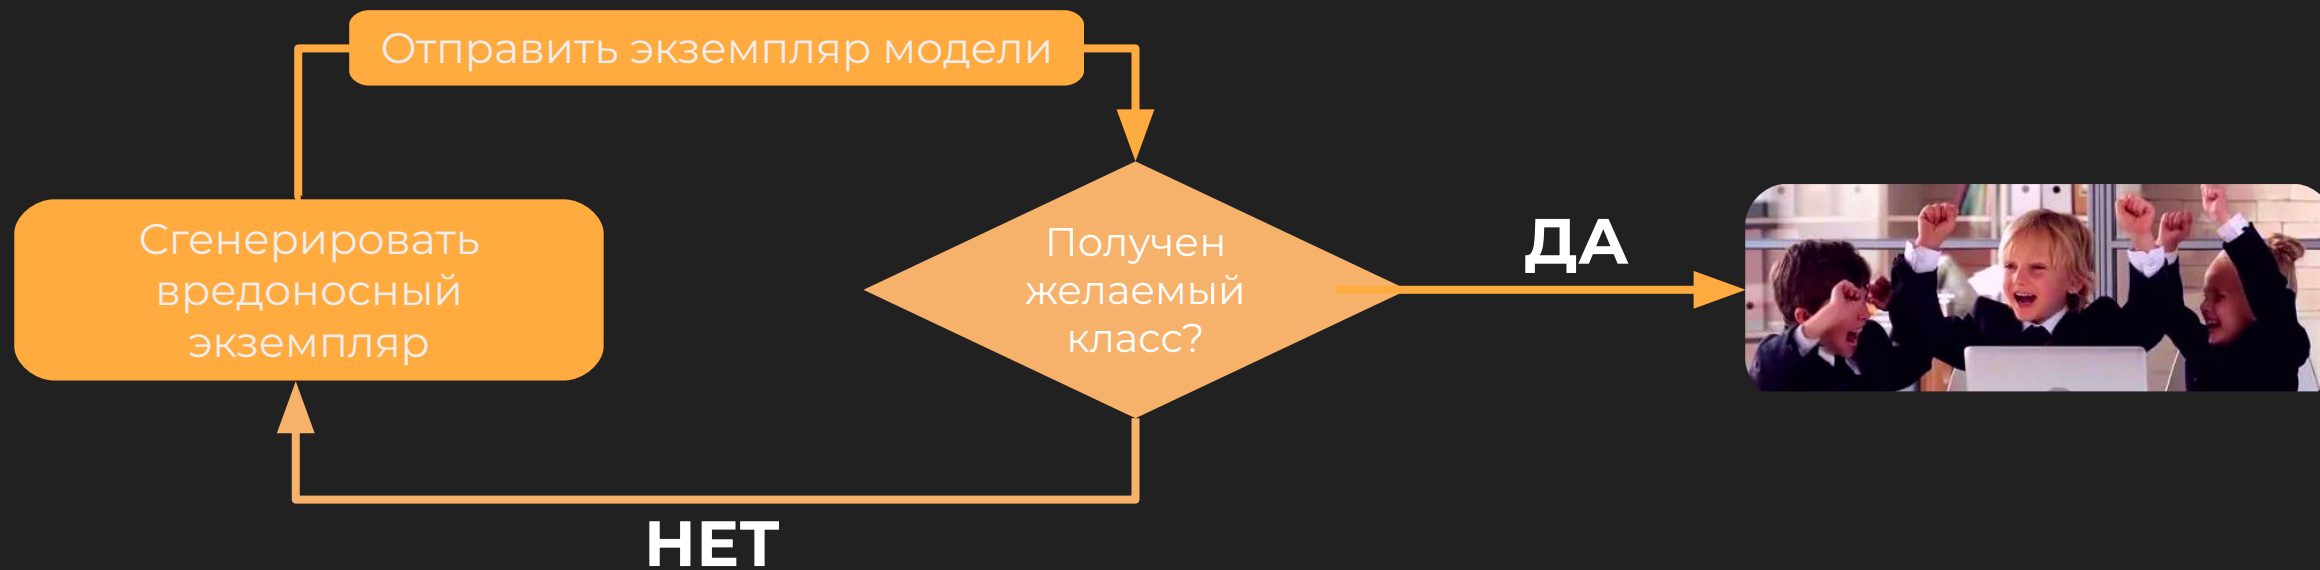 Отправить экземпляр модели
Сгенерировать
вредоносный
экземпляр
Получен
желаемый
класс?
ДА
НЕТ